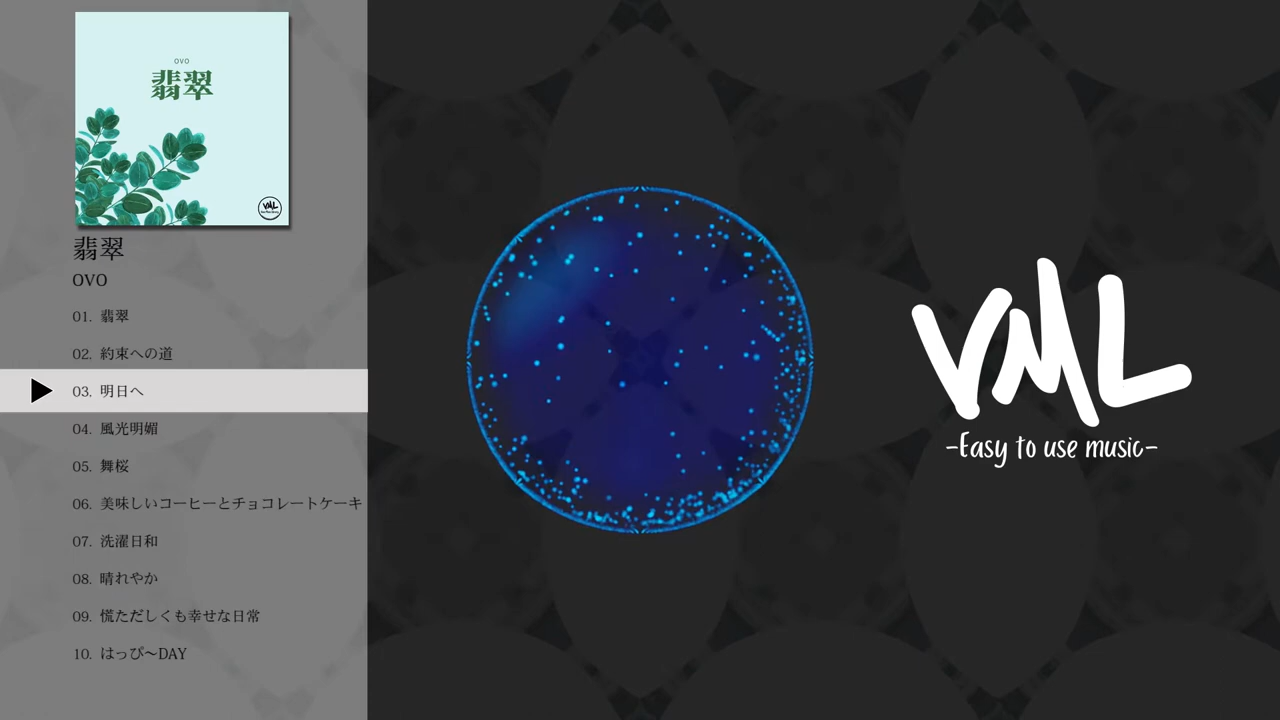 OVO
翡翠
VML
翡翠
OVO
01. 翡翠
02. 約束への道
03. 明日へ
04. 風光明媚
05. 舞桜
06. 美味しいコーヒーとチョコレートケーキ
07. 洗濯日和
08. 晴れやか
09. 慌ただしくも幸せな日常
10. はっぴ〜DAY
VML
-Easy to use music-